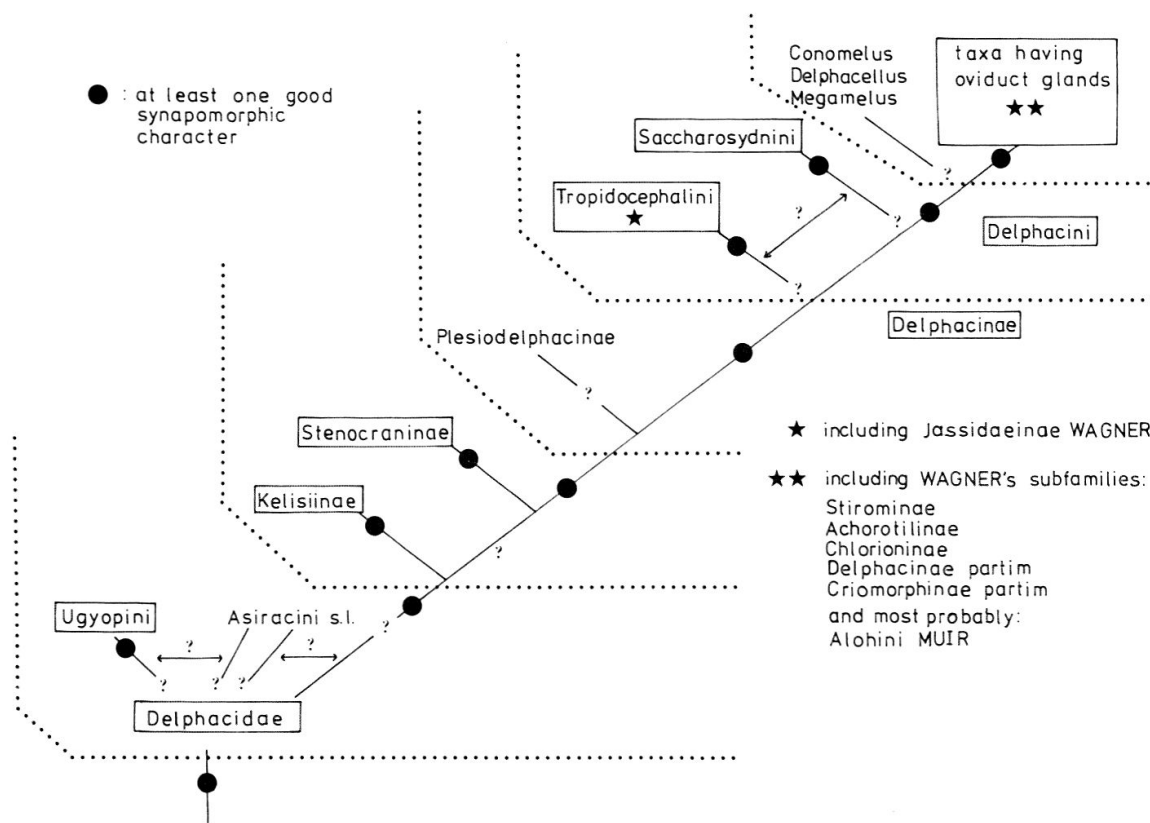 ● : at least one good
synapomorphic
character
Conomelus
Delphacellus
Megamelus
taxa having
oviduct glands
★★
Saccharosydnini
?
Tropidocephalini
★
?
?
?
Delphacini
Delphacinae
Plesiodelphacinae
?
Stenocraninae
Kelisiinae
?
★ including Jassidaeinae WAGNER
★★ including WAGNER's subfamilies:
Stirominae
Achorotilinae
Chlorioninae
Delphacinae partim
Criomorphinae partim
and most probably:
Alohini MUIR
Ugyopini
Asiracini s.l.
?
?
?
?
?
?
Delphacidae